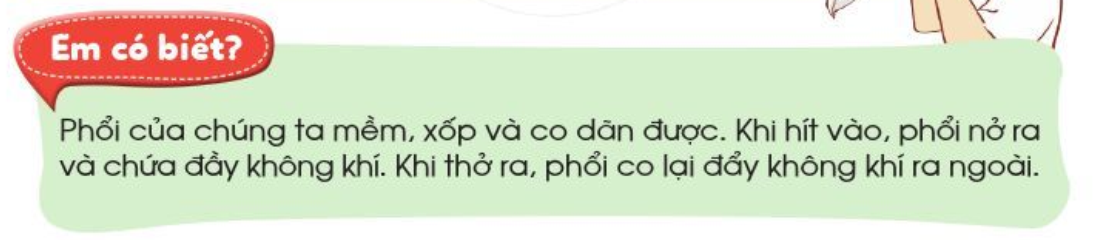 Em có biết?
Phổi của chúng ta mềm, xốp và co dãn được. Khi hít vào, phổi nở ra
và chứa đầy không khí. Khi thở ra, phổi co lại đẩy không khí ra ngoài.